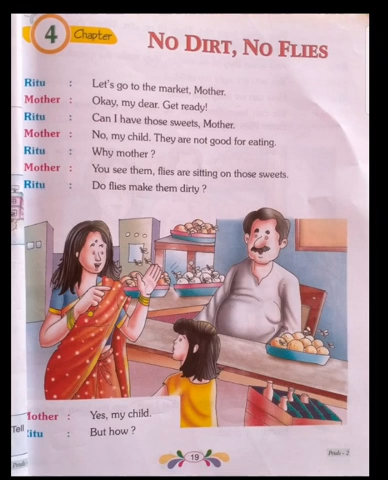 4 Chapter
NO DIRT, NO FLIES
Ritu : Let's go to the market, Mother.
Mother : Okay, my dear. Get ready!
Ritu : Can I have those sweets, Mother.
Mother : No, my child. They are not good for eating.
Ritu : Why mother ?
Mother : You see them, flies are sitting on those sweets.
Ritu : Do flies make them dirty ?
Mother : Yes, my child.
Tell
Ritu : But how ?
19